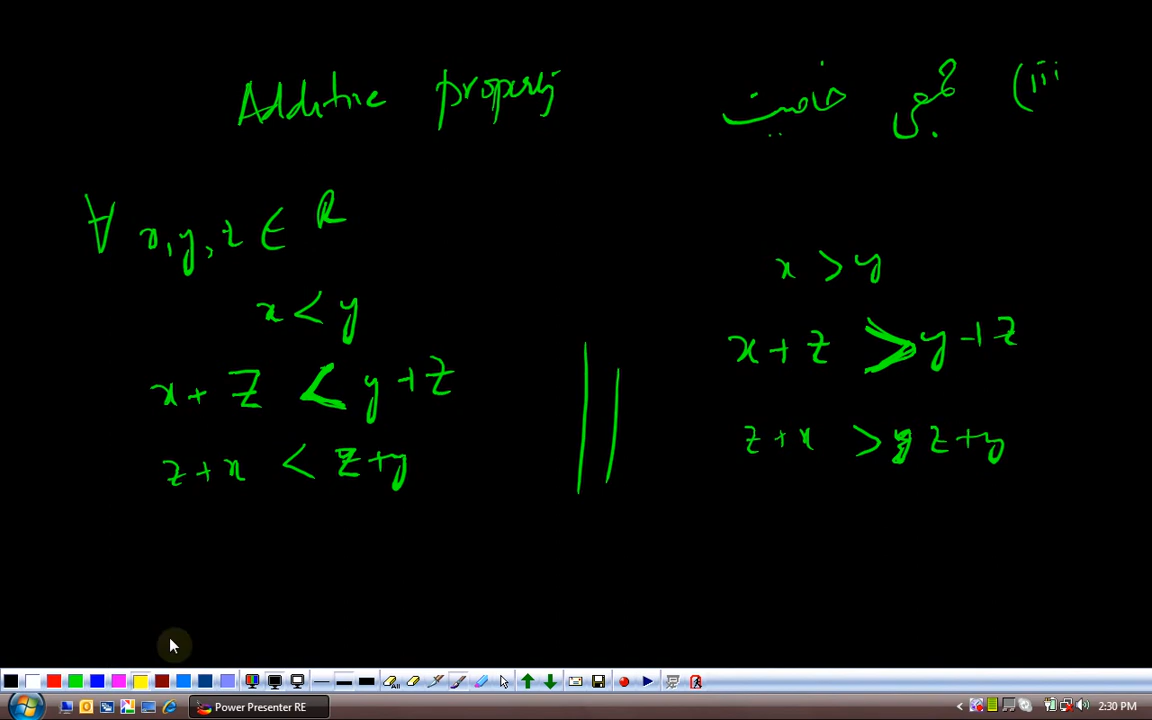 Additive property
جمعی خاصیت (iii
∀ x, y, z ∈ R
x < y
x + z < y + z
z + x < z + y
x > y
x + z > y + z
z + x > z + y
Power Presenter RE
2:30 PM